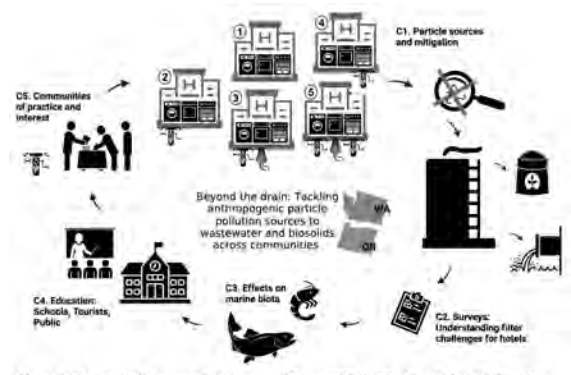 C1. Particle sources
and mitigation
1
2
3
4
5
H
H
H
H
H
C5. Communities
of practice and
interest
Beyond the drain: Tackling
anthropogenic particle
pollution sources to
wastewater and biosolids
across communities
WA
C4. Education:
Schools, Tourists,
Public
C3. Effects on
marine biota
C2. Surveys:
Understanding filter
challenges for hotels